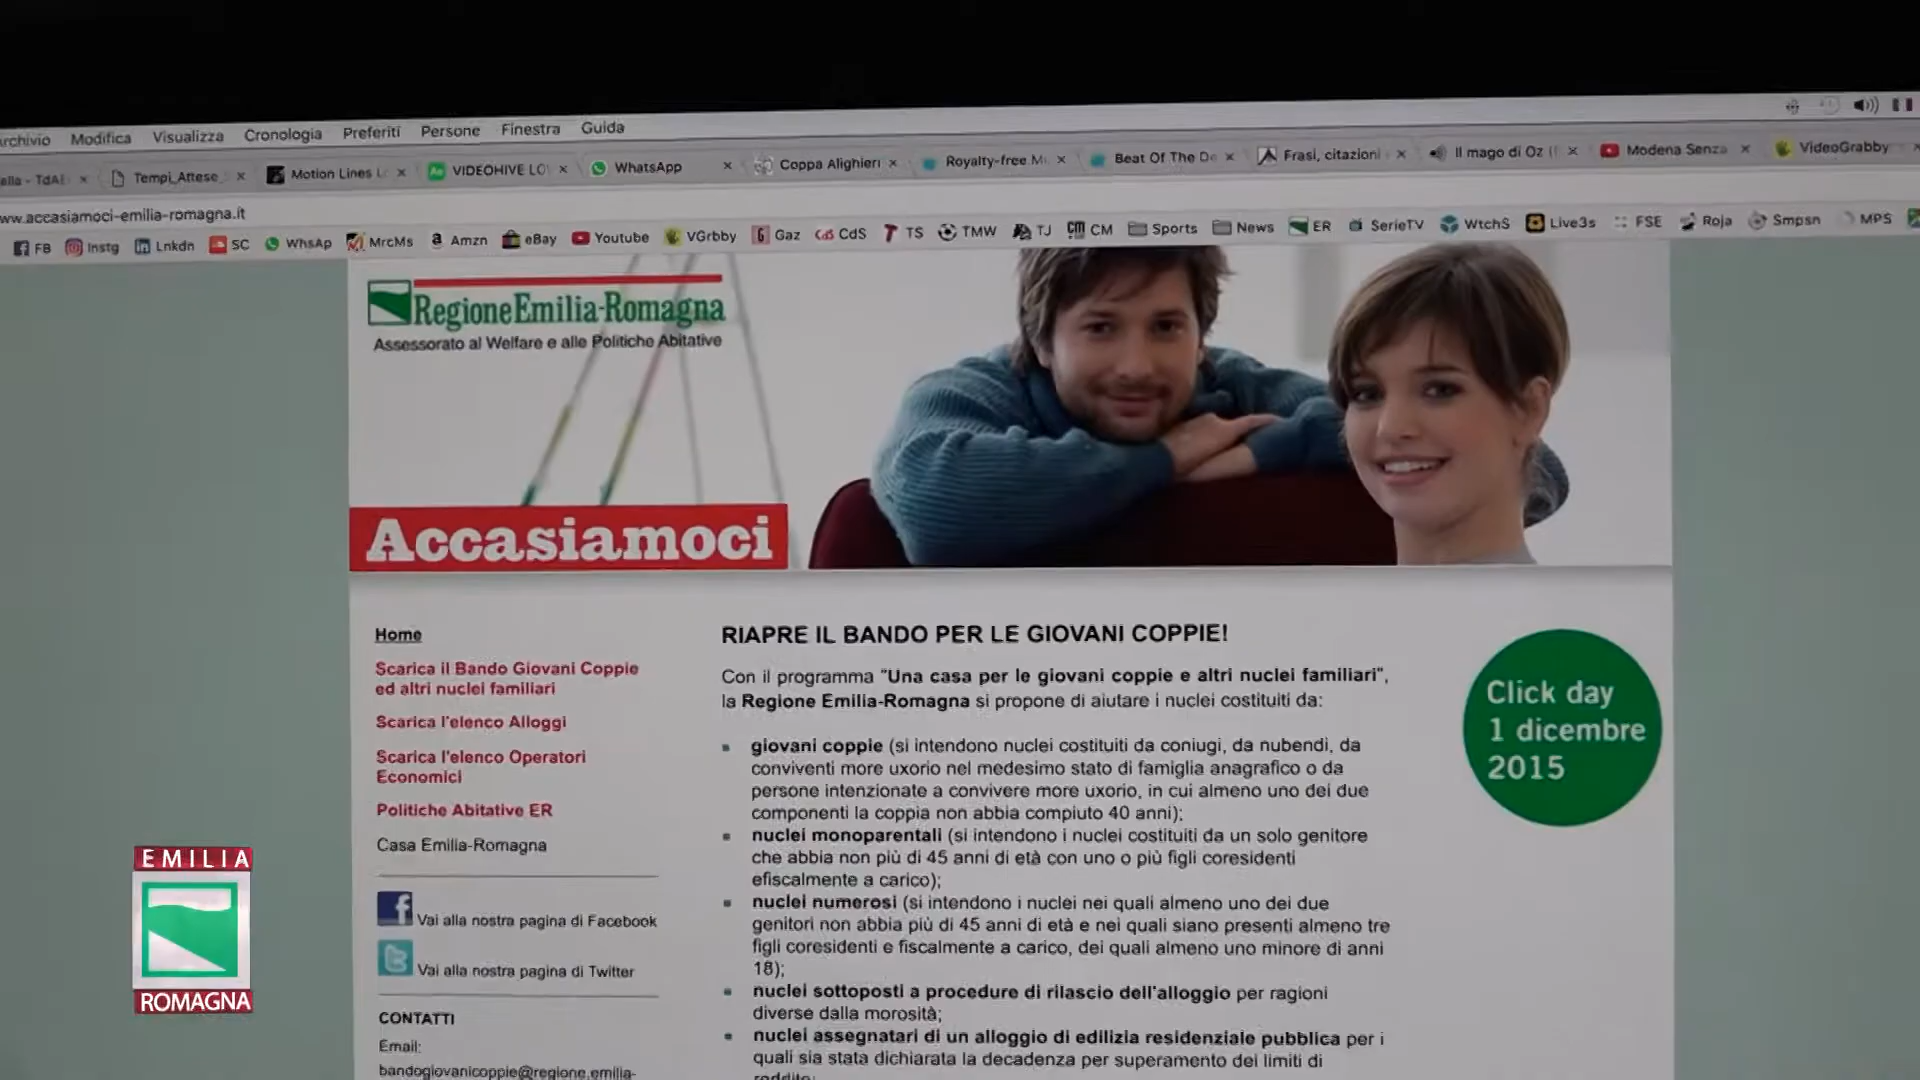 Archivio Modifica Visualizza Cronologia Preferiti Persone Finestra Guida
Tempi_Attese Motion Lines VIDEOHIVE WhatsApp Coppa Alighieri Royalty-free Beat Of The Frasi, citazioni Il mago di Oz Modena Senza VideoGrabby
www.accasiamoci-emilia-romagna.it
FB Instg Lnkdn SC WhsAp MrcMs Amzn eBay Youtube VGrbby Gaz CdS TS TMW TJ CM Sports News ER SerieTV WtchS Live3s FSE Roja Smpsn MPS
RegioneEmilia-Romagna
Assessorato al Welfare e alle Politiche Abitative
Accasiamoci
Home
Scarica il Bando Giovani Coppie
ed altri nuclei familiari
Scarica l'elenco Alloggi
Scarica l'elenco Operatori
Economici
Politiche Abitative ER
Casa Emilia-Romagna
Vai alla nostra pagina di Facebook
Vai alla nostra pagina di Twitter
CONTATTI
Email:
bandogiovanicoppie@regione.emilia-
RIAPRE IL BANDO PER LE GIOVANI COPPIE!
Con il programma "Una casa per le giovani coppie e altri nuclei familiari",
la Regione Emilia-Romagna si propone di aiutare i nuclei costituiti da:
giovani coppie (si intendono nuclei costituiti da coniugi, da nubendi, da
conviventi more uxorio nel medesimo stato di famiglia anagrafico o da
persone intenzionate a convivere more uxorio, in cui almeno uno dei due
componenti la coppia non abbia compiuto 40 anni);
nuclei monoparentali (si intendono i nuclei costituiti da un solo genitore
che abbia non più di 45 anni di età con uno o più figli coresidenti
efiscalmente a carico);
nuclei numerosi (si intendono i nuclei nei quali almeno uno dei due
genitori non abbia più di 45 anni di età e nei quali siano presenti almeno tre
figli coresidenti e fiscalmente a carico, dei quali almeno uno minore di anni
18);
nuclei sottoposti a procedure di rilascio dell'alloggio per ragioni
diverse dalla morosità;
nuclei assegnatari di un alloggio di edilizia residenziale pubblica per i
quali sia stata dichiarata la decadenza per superamento dei limiti di
reddito;
Click day
1 dicembre
2015
EMILIA
ROMAGNA